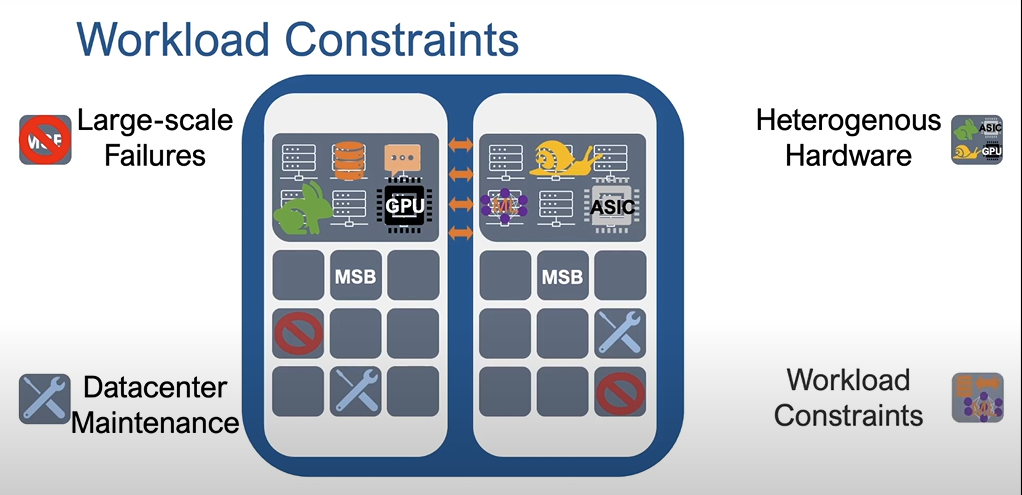 Workload Constraints
Large-scale
Failures
Heterogenous
Hardware
ASIC
GPU
GPU
ASIC
MSB
MSB
Datacenter
Maintenance
Workload
Constraints